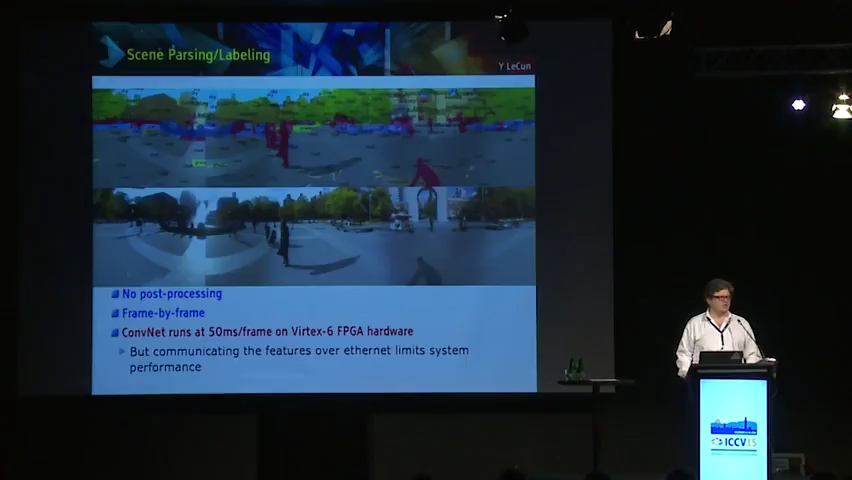 Scene Parsing/Labeling
Y LeCun
No post-processing
Frame-by-frame
ConvNet runs at 50ms/frame on Virtex-6 FPGA hardware
But communicating the features over ethernet limits system
performance
ICCV15